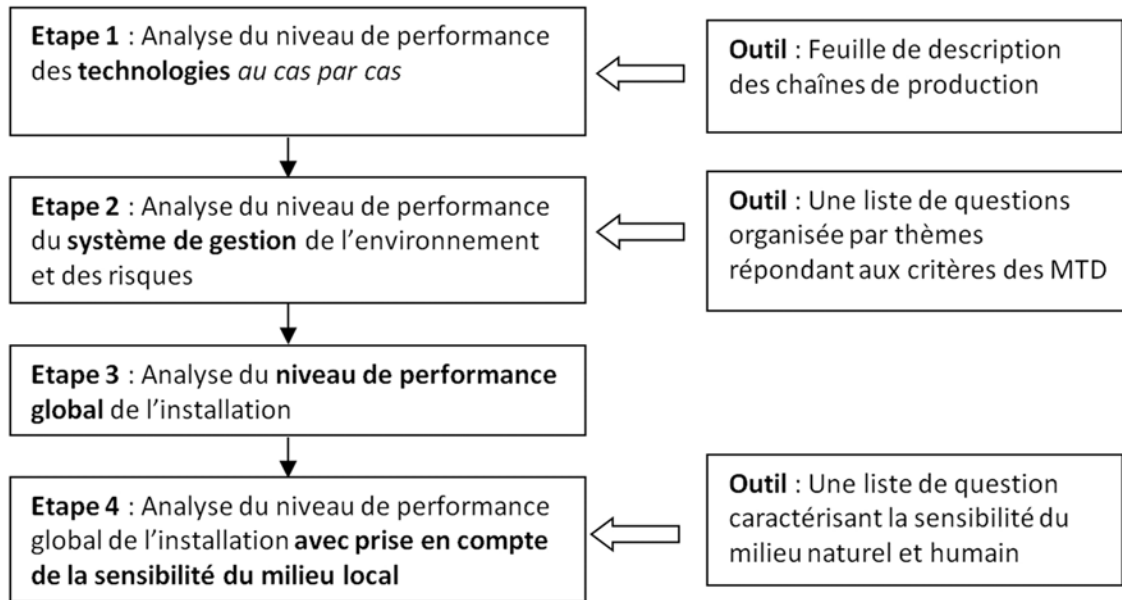 Etape 1 : Analyse du niveau de performance
des technologies au cas par cas
Outil : Feuille de description
des chaînes de production
Etape 2 : Analyse du niveau de performance
du système de gestion de l’environnement
et des risques
Outil : Une liste de questions
organisée par thèmes
répondant aux critères des MTD
Etape 3 : Analyse du niveau de performance
global de l’installation
Etape 4 : Analyse du niveau de performance
global de l’installation avec prise en compte
de la sensibilité du milieu local
Outil : Une liste de question
caractérisant la sensibilité du
milieu naturel et humain